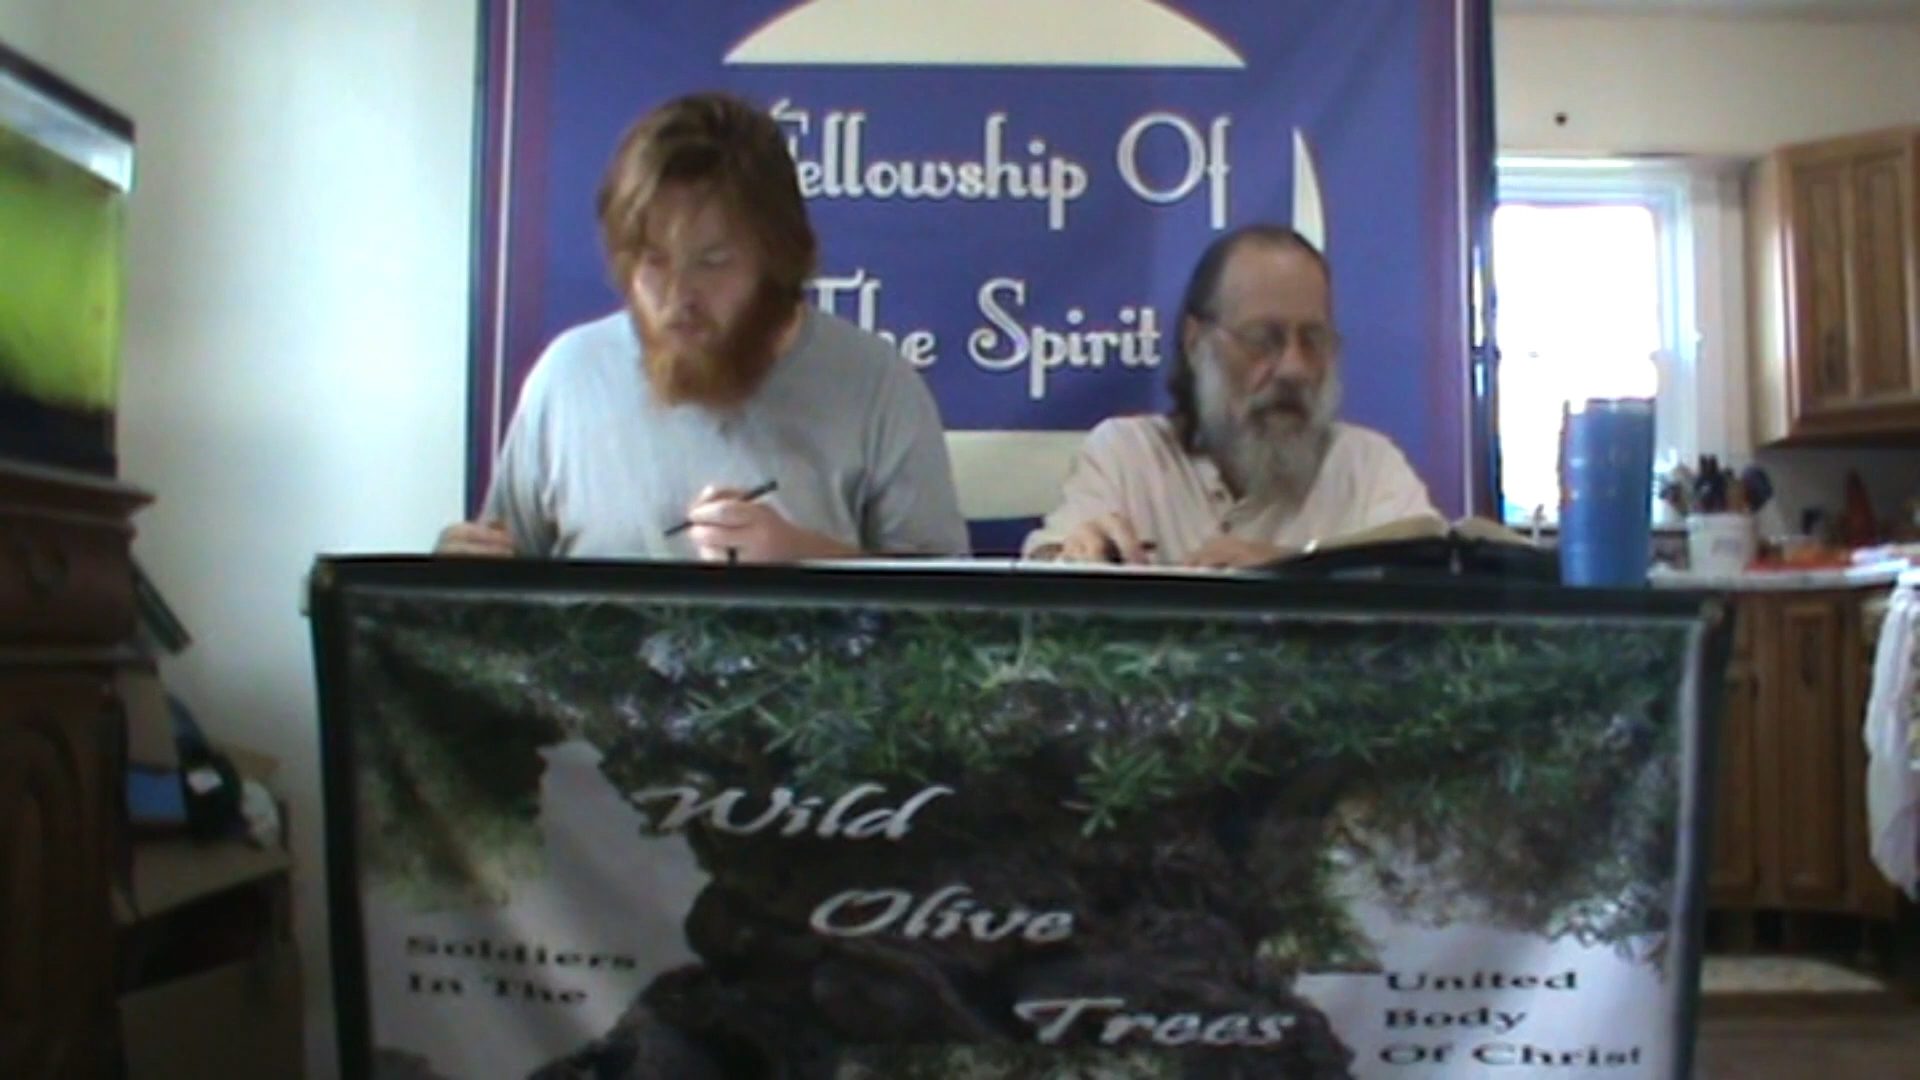 Fellowship Of
The Spirit
Wild
Olive
Trees
Soldiers
In The
United
Body
Of Christ